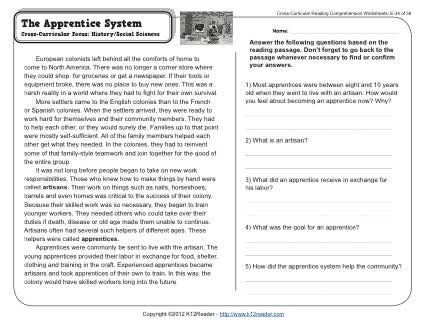 Cross-Curricular Reading Comprehension Worksheets: E-34 of 36
The Apprentice System
Cross-Curricular Focus: History/Social Sciences
European colonists left behind all the comforts of home to
come to North America. There was no longer a corner store where
they could shop for groceries or get a newspaper. If their tools or
equipment broke, there was no place to buy new ones. This was a
harsh reality in a world where they had to fight for their own survival.
More settlers came to the English colonies than to the French
or Spanish colonies. When the settlers arrived, they were ready to
work hard for themselves and their community members. They had
to help each other, or they would surely die. Families up to that point
were mostly self-sufficient. All of the family members helped each
other get what they needed. In the colonies, they had to reinvent
some of that family-style teamwork and join together for the good of
the entire group.
It was not long before people began to take on new work
responsibilities. Those who knew how to make things by hand were
called artisans. Their work on things such as nails, horseshoes,
barrels and even homes was critical to the success of their colony.
Because their skilled work was so necessary, they began to train
younger workers. They needed others who could take over their
duties if death, disease or old age made them unable to continue.
Artisans often had several such helpers of different ages. These
helpers were called apprentices.
Apprentices were commonly be sent to live with the artisan. The
young apprentices provided their labor in exchange for food, shelter,
clothing and training in the craft. Experienced apprentices became
artisans and took apprentices of their own to train. In this way, the
colony would have skilled workers long into the future.
Name:
Answer the following questions based on the
reading passage. Don't forget to go back to the
passage whenever necessary to find or confirm
your answers.
1) Most apprentices were between eight and 10 years
old when they went to live with an artisan. How would
you feel about becoming an apprentice now? Why?
2) What is an artisan?
3) What did an apprentice receive in exchange for
his labor?
4) What was the goal for an apprentice?
5) How did the apprentice system help the community?
Copyright ©2012 K12Reader - http://www.k12reader.com